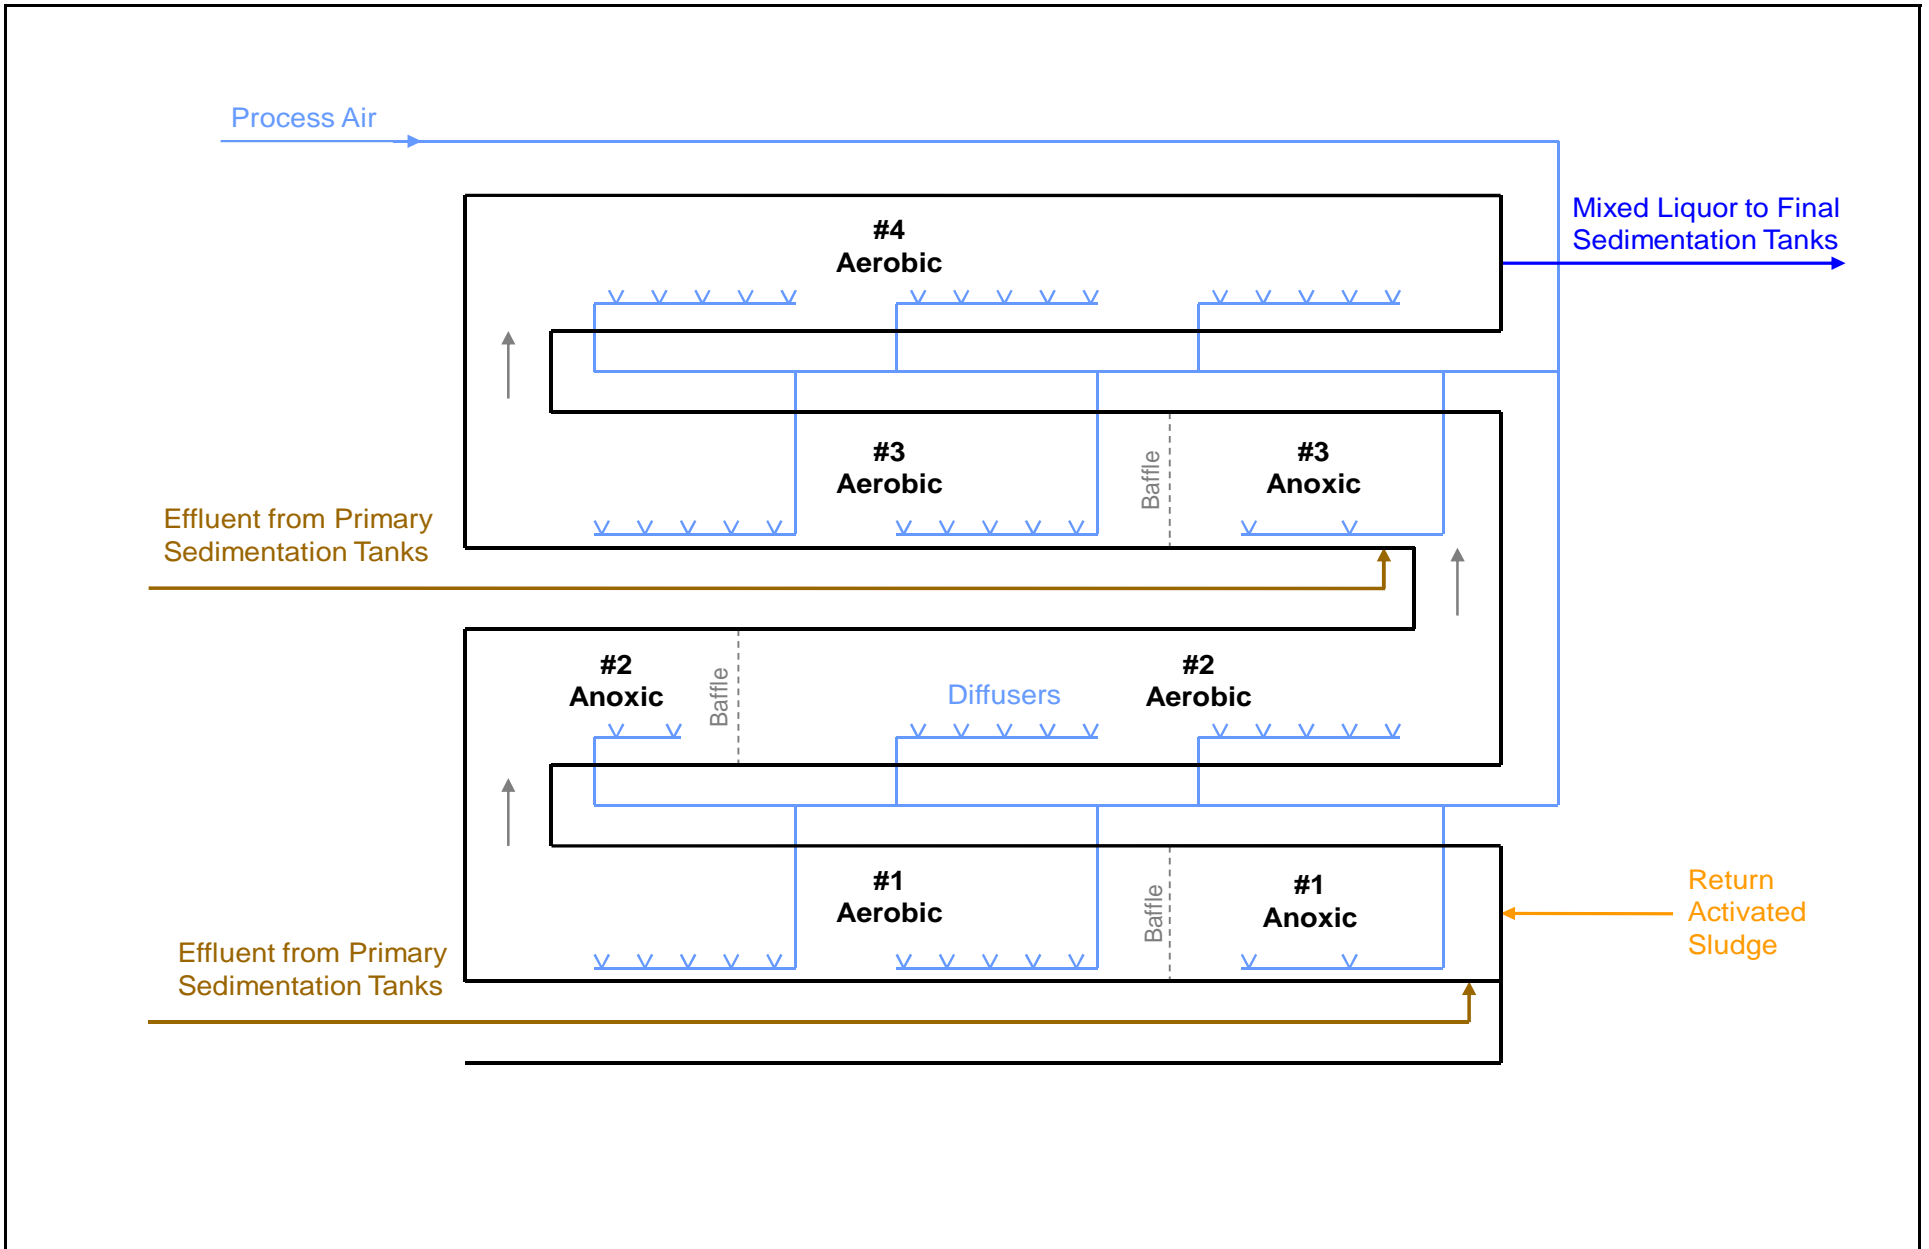 Process Air
Mixed Liquor to Final
Sedimentation Tanks
#4
Aerobic
#3
Aerobic
Baffle
#3
Anoxic
Effluent from Primary
Sedimentation Tanks
#2
Anoxic
Baffle
Diffusers
#2
Aerobic
#1
Aerobic
Baffle
#1
Anoxic
Return
Activated
Sludge
Effluent from Primary
Sedimentation Tanks